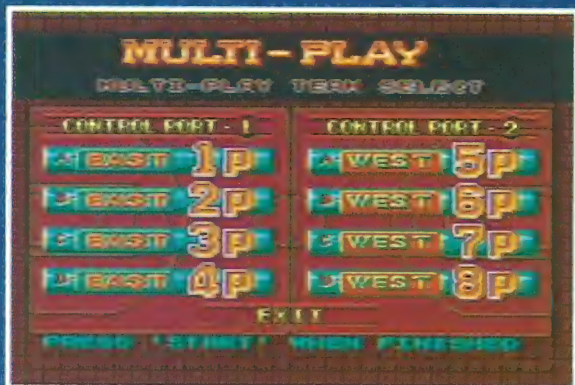 MULTI-PLAY
MULTI-PLAY TEAM SELECT
CONTROL PORT - 1 CONTROL PORT - 2
EAST 1P WEST 5P
EAST 2P WEST 6P
EAST 3P WEST 7P
EAST 4P WEST 8P
EXIT
PRESS 'START' WHEN FINISHED